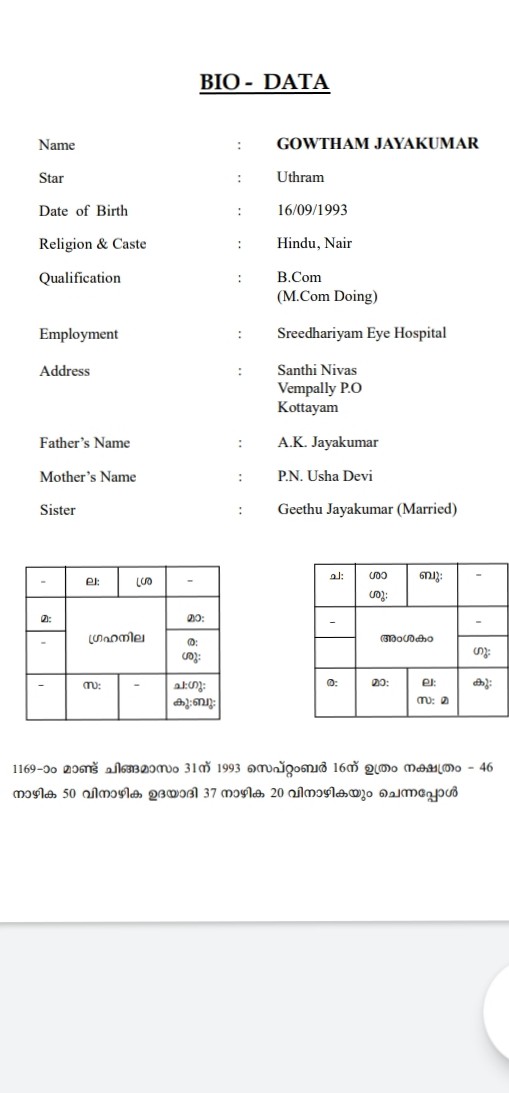 BIO - DATA
Name : GOWTHAM JAYAKUMAR
Star : Uthram
Date of Birth : 16/09/1993
Religion & Caste : Hindu, Nair
Qualification : B.Com
(M.Com Doing)
Employment : Sreedhariyam Eye Hospital
Address : Santhi Nivas
Vempally P.O
Kottayam
Father's Name : A.K. Jayakumar
Mother's Name : P.N. Usha Devi
Sister : Geethu Jayakumar (Married)
- ല: ശ്ര -
മ: മാ:
- ഗ്രഹനില ര:
ശു:
- സ: - ച:ഗു:
കു:ബു:
ച: ശാ ബു: -
ശു:
- -
അംശകം
ഗു:
ര: മാ: ല: കു:
സ: മ
1169-ാം മാണ്ട് ചിങ്ങമാസം 31ന് 1993 സെപ്റ്റംബർ 16ന് ഉത്രം നക്ഷത്രം - 46
നാഴിക 50 വിനാഴിക ഉദയാദി 37 നാഴിക 20 വിനാഴികയും ചെന്നപ്പോൾ